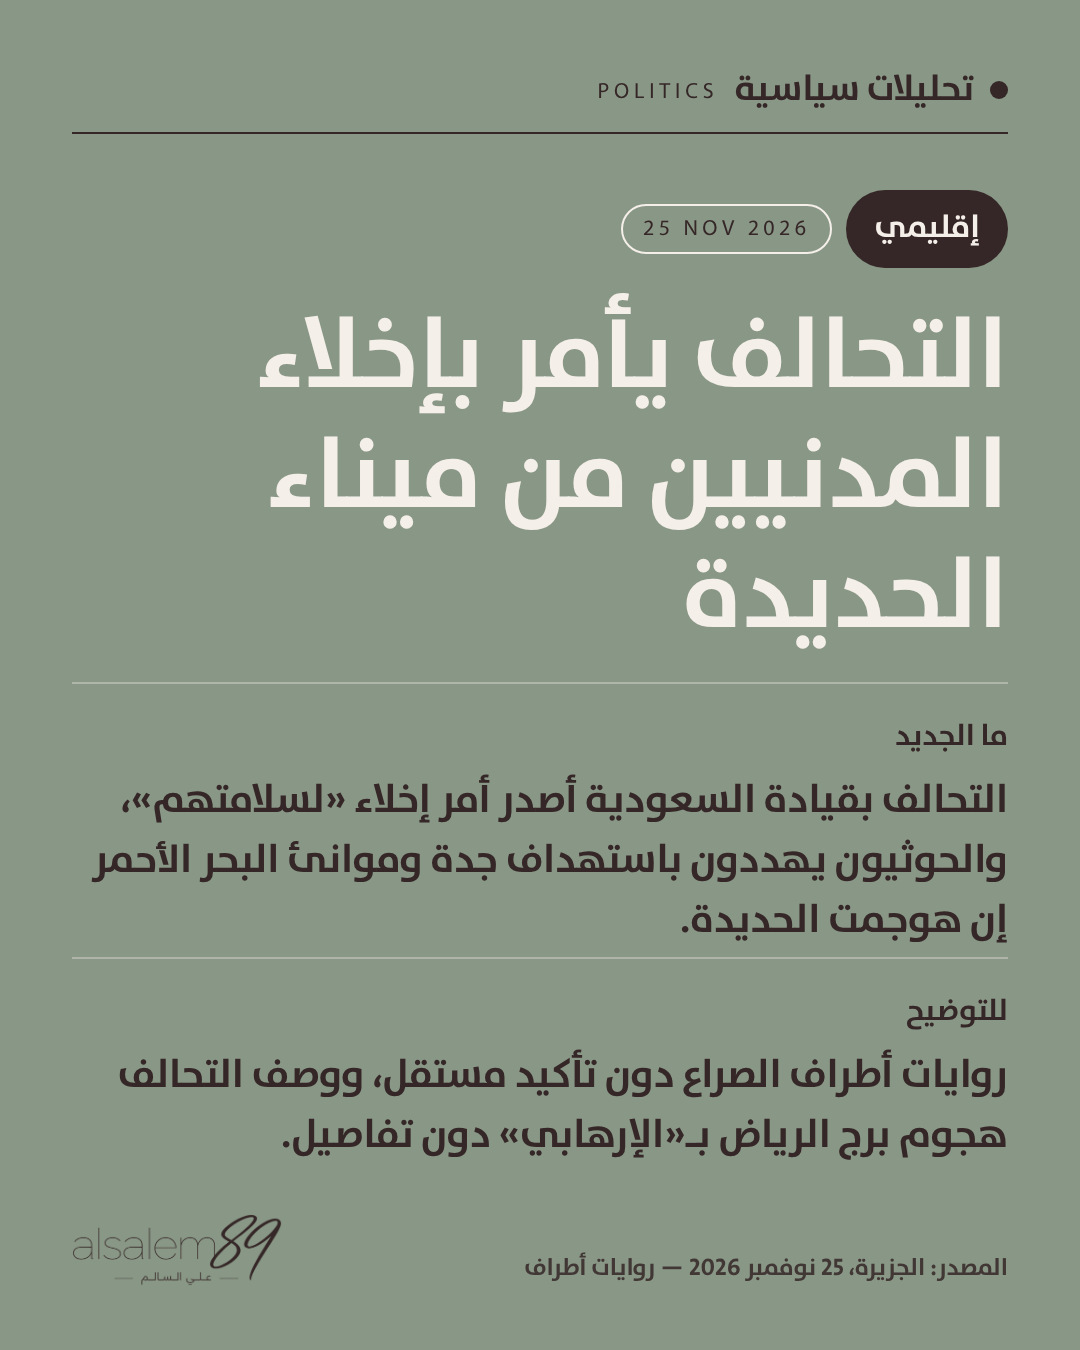 تحليلات سياسية POLITICS
إقليمي 25 NOV 2026
التحالف يأمر بإخلاء
المدنيين من ميناء
الحديدة
ما الجديد
التحالف بقيادة السعودية أصدر أمر إخلاء «لسلامتهم»،
والحوثيون يهددون باستهداف جدة وموانئ البحر الأحمر
إن هوجمت الحديدة.
للتوضيح
روايات أطراف الصراع دون تأكيد مستقل، ووصف التحالف
هجوم برج الرياض بـ«الإرهابي» دون تفاصيل.
المصدر: الجزيرة، 25 نوفمبر 2026 — روايات أطراف
alsalem89
علي السالم